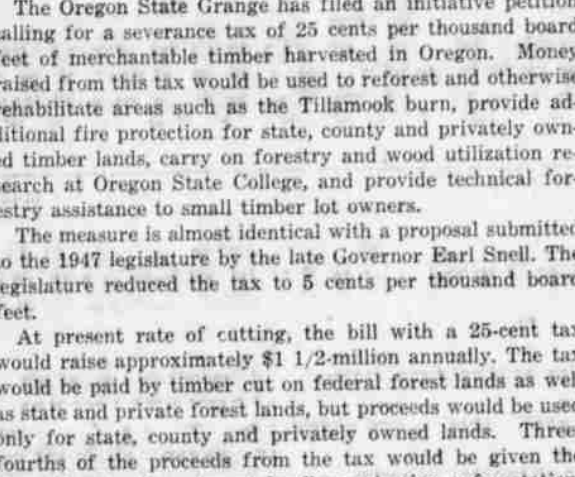 The Oregon State Grange has filed an initiative petition
alling for a severance tax of 25 cents per thousand board
feet of merchantable timber harvested in Oregon. Money
raised from this tax would be used to reforest and otherwise
rehabilitate areas such as the Tillamook burn, provide ad-
ditional fire protection for state, county and privately own-
ed timber lands, carry on forestry and wood utilization re-
search at Oregon State College, and provide technical for-
estry assistance to small timber lot owners.
The measure is almost identical with a proposal submitted
to the 1947 legislature by the late Governor Earl Snell. The
legislature reduced the tax to 5 cents per thousand board
feet.
At present rate of cutting, the bill with a 25-cent tax
would raise approximately $1 1/2-million annually. The tax
would be paid by timber cut on federal forest lands as well
as state and private forest lands, but proceeds would be used
only for state, county and privately owned lands. Three-
fourths of the proceeds from the tax would be given the